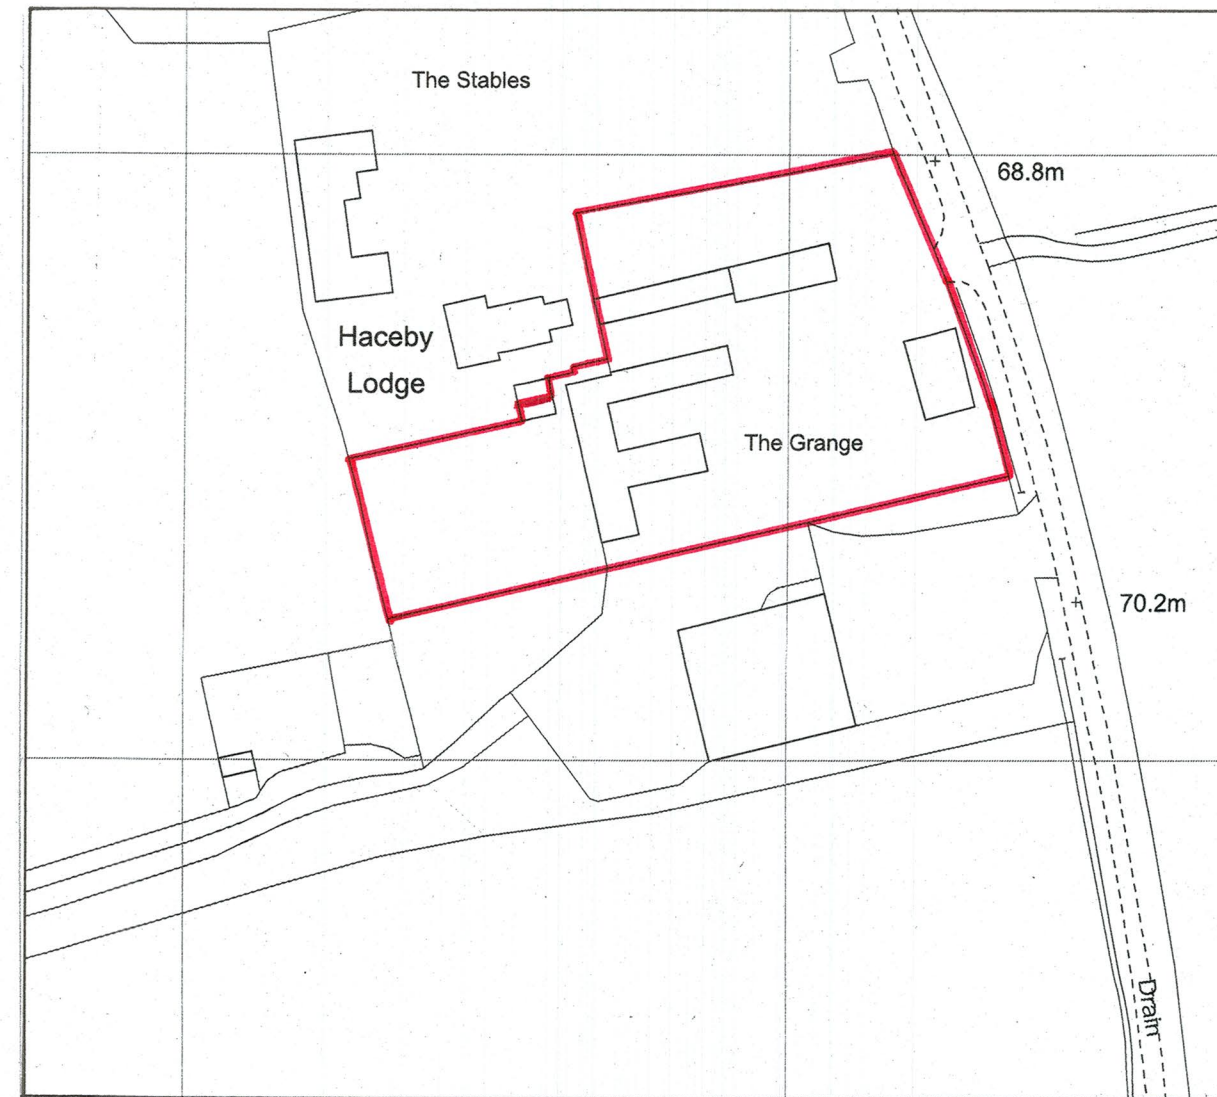 The Stables
68.8m
Haceby
Lodge
The Grange
70.2m
Drain